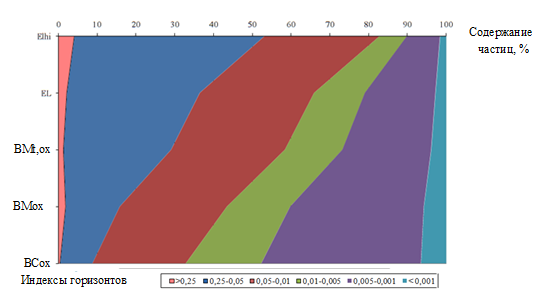 0 10 20 30 40 50 60 70 80 90 100
Содержание
частиц, %
Elhi
EL
BMt,ox
BMox
BCox
Индексы горизонтов
>0,25 0,25-0,05 0,05-0,01 0,01-0,005 0,005-0,001 <0,001